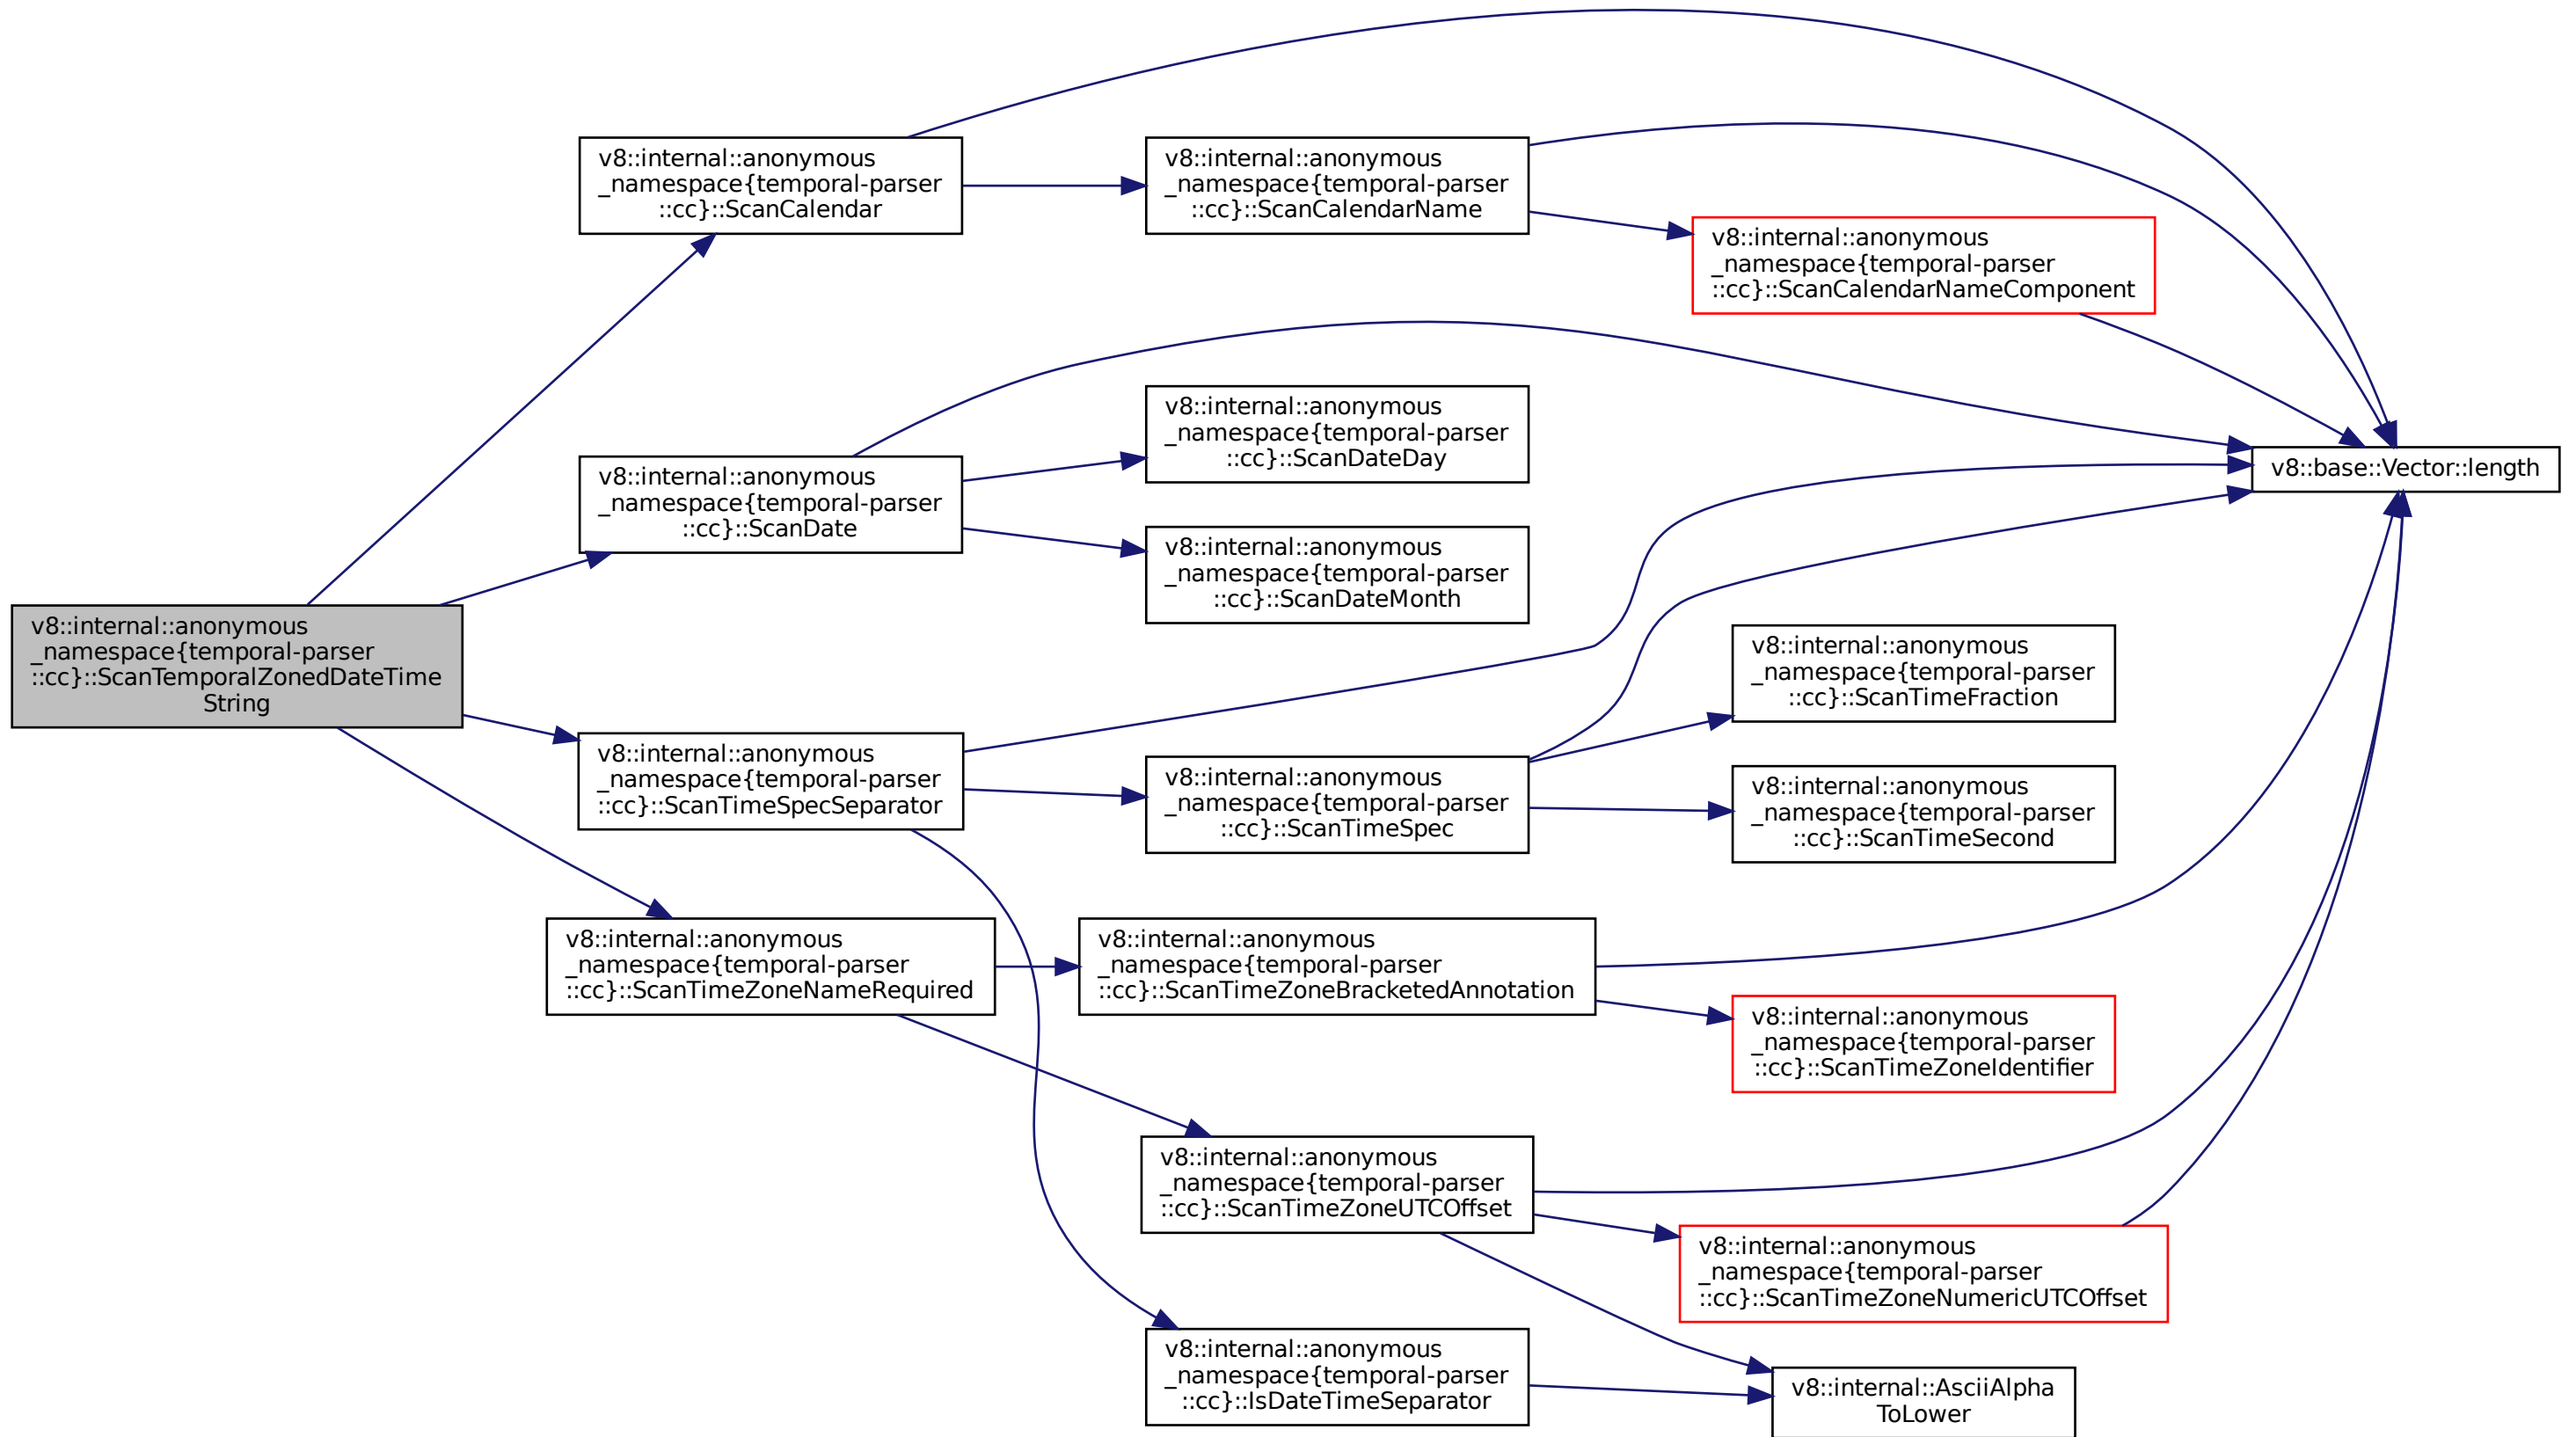 v8::internal::anonymous
_namespace{temporal-parser
::cc}::ScanTemporalZonedDateTime
String
v8::internal::anonymous
_namespace{temporal-parser
::cc}::ScanCalendar
v8::internal::anonymous
_namespace{temporal-parser
::cc}::ScanCalendarName
v8::internal::anonymous
_namespace{temporal-parser
::cc}::ScanCalendarNameComponent
v8::base::Vector::length
v8::internal::anonymous
_namespace{temporal-parser
::cc}::ScanDate
v8::internal::anonymous
_namespace{temporal-parser
::cc}::ScanDateDay
v8::internal::anonymous
_namespace{temporal-parser
::cc}::ScanDateMonth
v8::internal::anonymous
_namespace{temporal-parser
::cc}::ScanTimeSpecSeparator
v8::internal::anonymous
_namespace{temporal-parser
::cc}::ScanTimeSpec
v8::internal::anonymous
_namespace{temporal-parser
::cc}::ScanTimeFraction
v8::internal::anonymous
_namespace{temporal-parser
::cc}::ScanTimeSecond
v8::internal::anonymous
_namespace{temporal-parser
::cc}::ScanTimeZoneNameRequired
v8::internal::anonymous
_namespace{temporal-parser
::cc}::ScanTimeZoneBracketedAnnotation
v8::internal::anonymous
_namespace{temporal-parser
::cc}::ScanTimeZoneIdentifier
v8::internal::anonymous
_namespace{temporal-parser
::cc}::ScanTimeZoneUTCOffset
v8::internal::anonymous
_namespace{temporal-parser
::cc}::ScanTimeZoneNumericUTCOffset
v8::internal::anonymous
_namespace{temporal-parser
::cc}::IsDateTimeSeparator
v8::internal::AsciiAlpha
ToLower